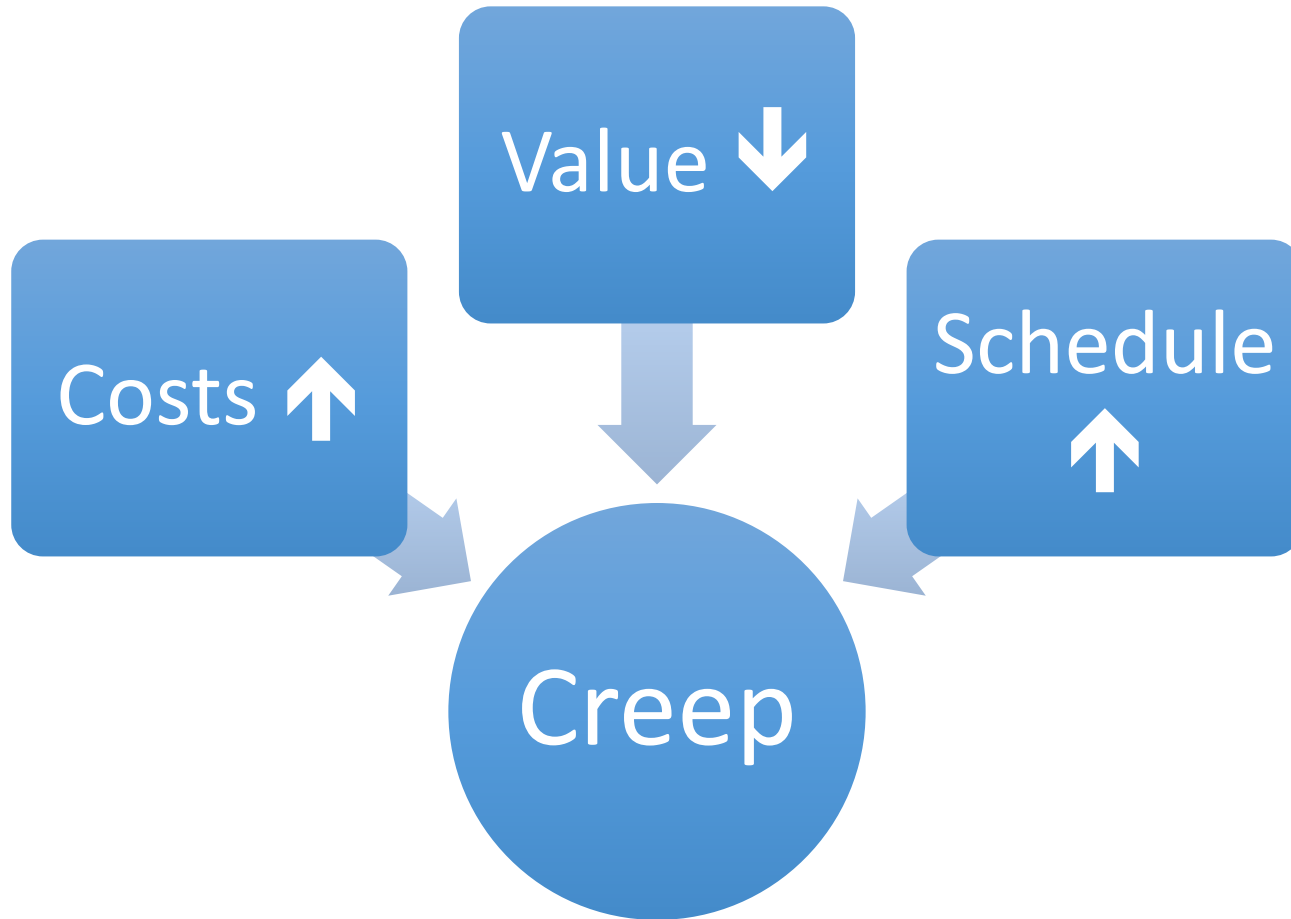 Value 🡻
Costs 🡹
Schedule
🡹
Creep